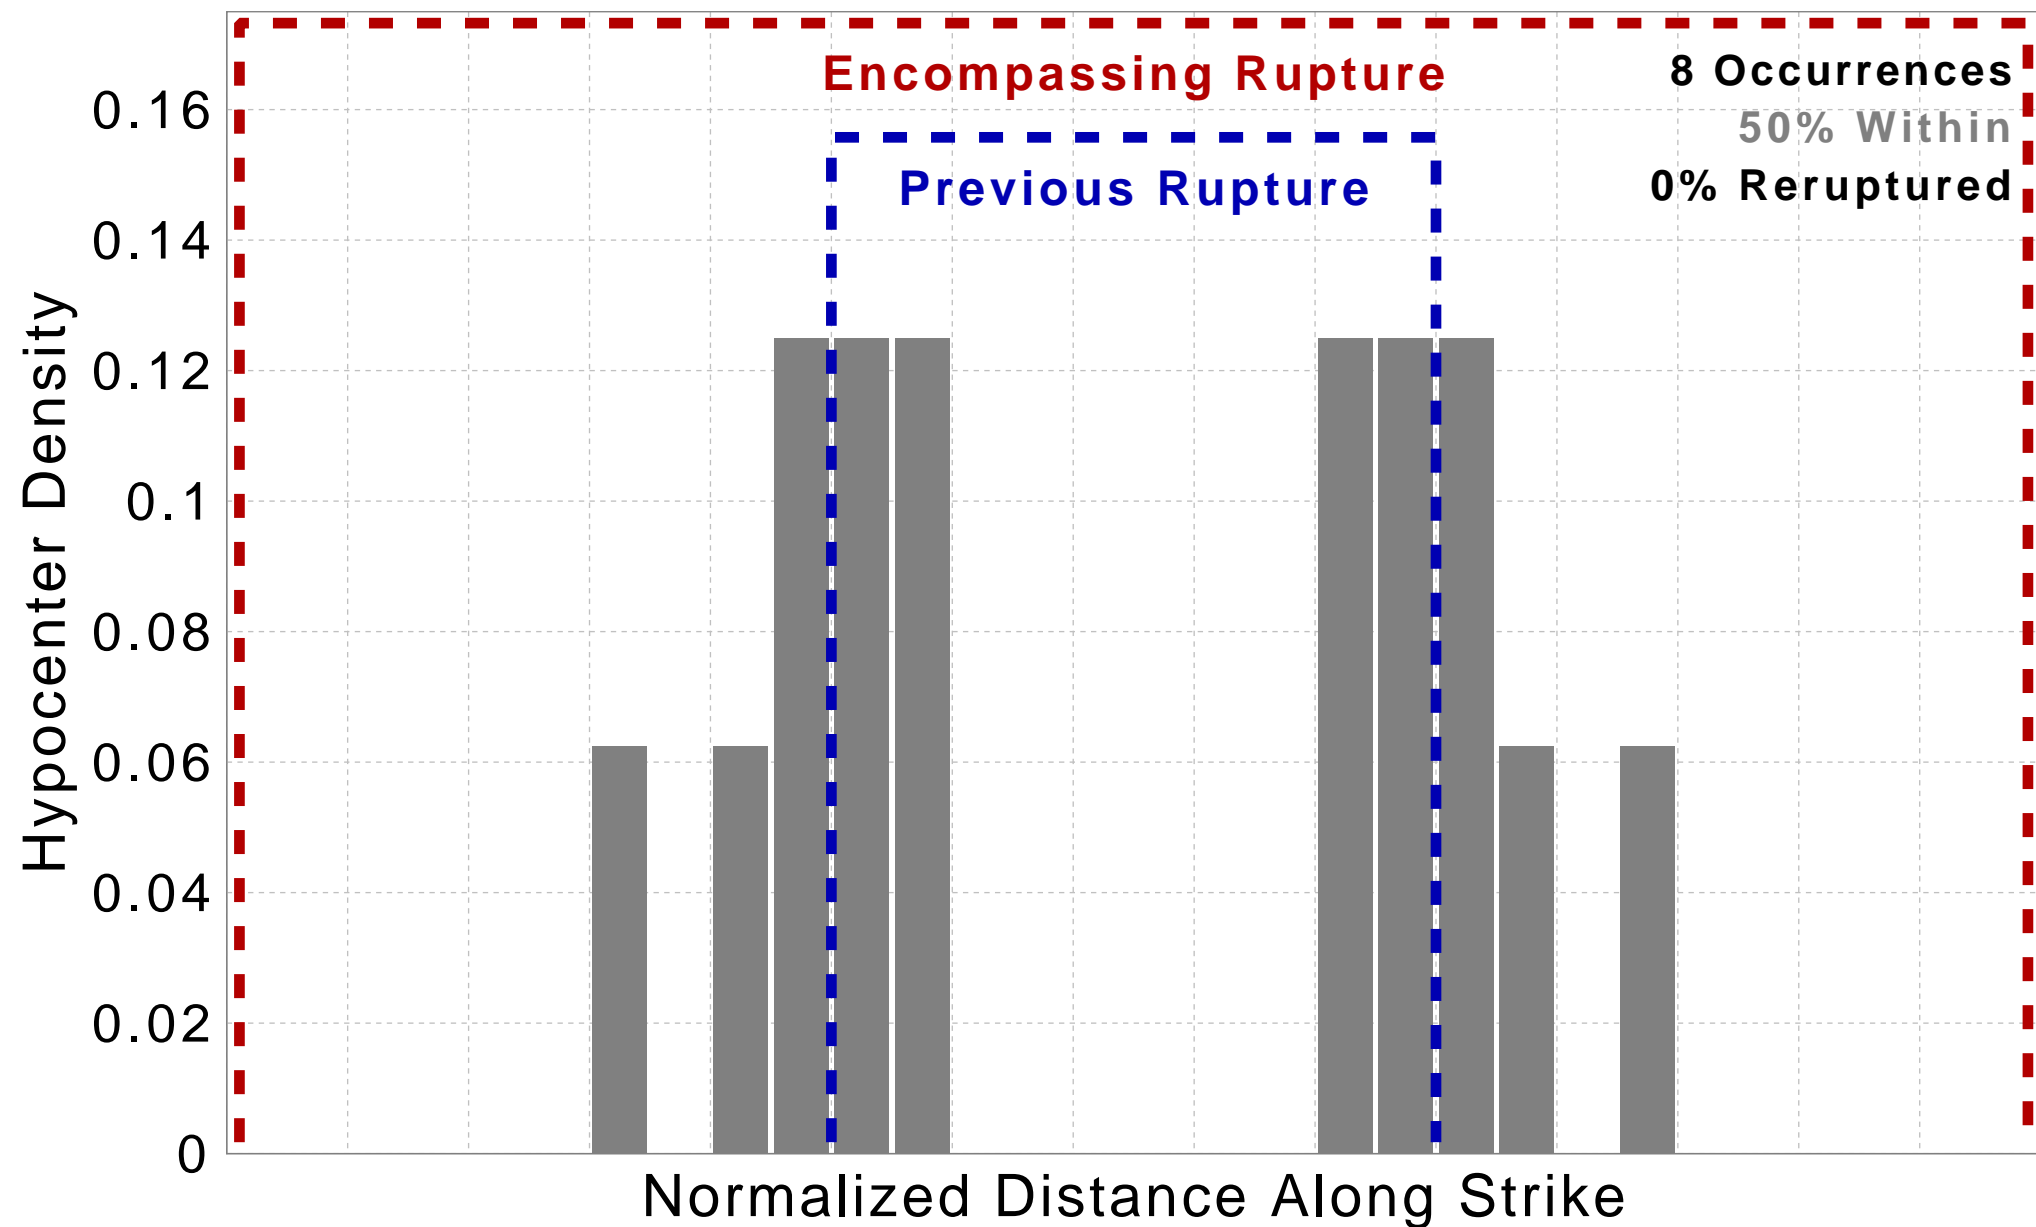 Encompassing Rupture
8 Occurrences
50% Within
0% Reruptured
Previous Rupture
0.16
0.14
0.12
0.1
0.08
0.06
0.04
0.02
0
Hypocenter Density
Normalized Distance Along Strike